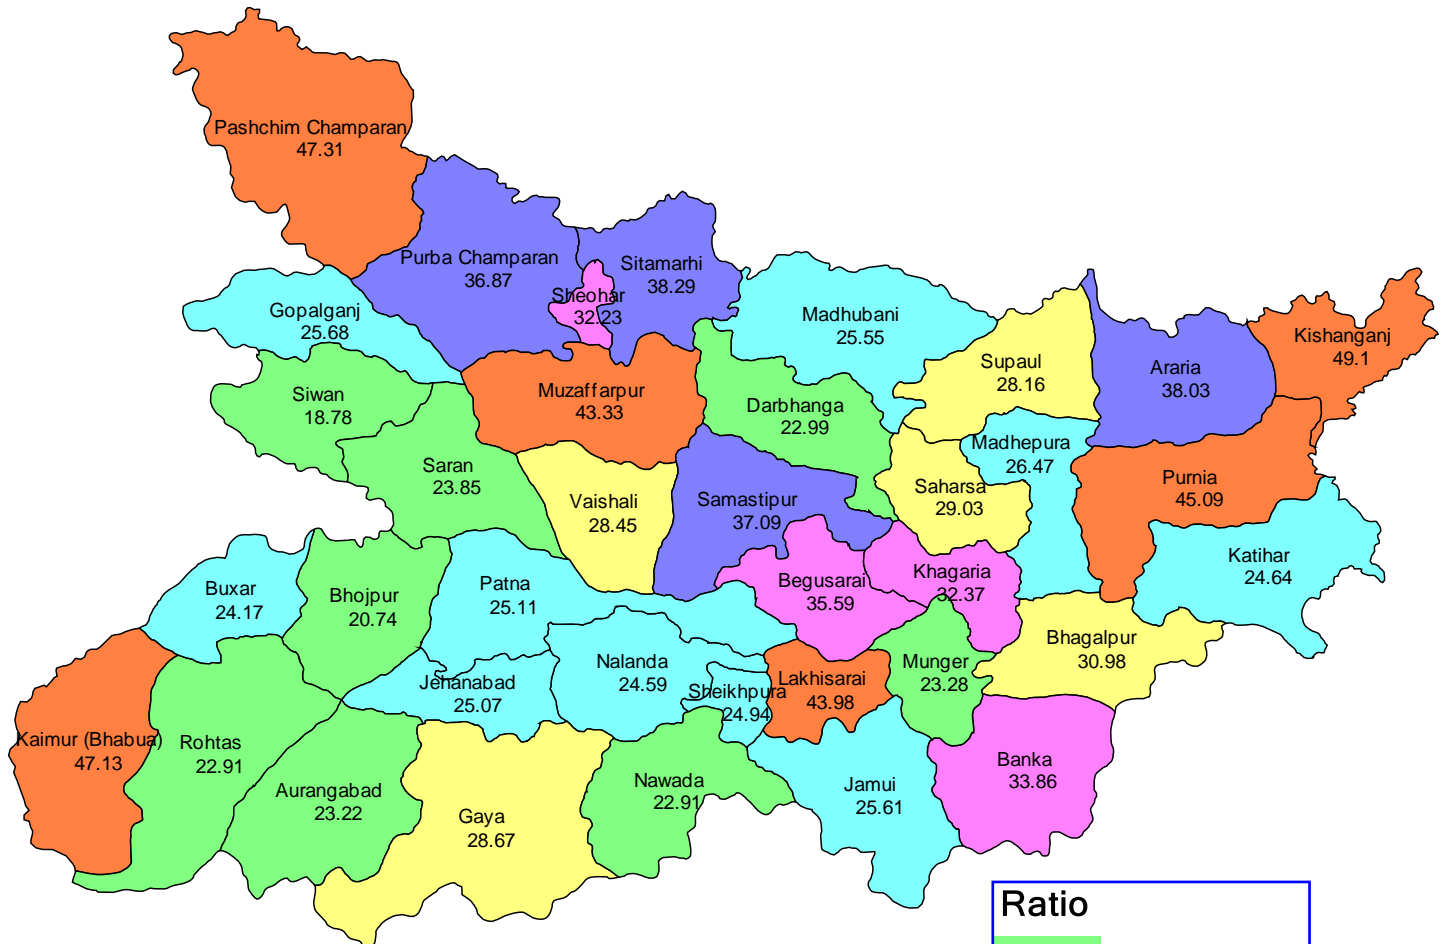 Pashchim Champaran
47.31
Purba Champaran
36.87
Sitamarhi
38.29
Sheohar
32.23
Gopalganj
25.68
Madhubani
25.55
Kishanganj
49.1
Supaul
28.16
Araria
38.03
Siwan
18.78
Muzaffarpur
43.33
Darbhanga
22.99
Madhepura
26.47
Saran
23.85
Vaishali
28.45
Samastipur
37.09
Saharsa
29.03
Purnia
45.09
Katihar
24.64
Buxar
24.17
Bhojpur
20.74
Patna
25.11
Begusarai
35.59
Khagaria
32.37
Bhagalpur
30.98
Jehanabad
25.07
Nalanda
24.59
Sheikhpura
24.94
Lakhisarai
43.98
Munger
23.28
Kaimur (Bhabua)
47.13
Rohtas
22.91
Aurangabad
23.22
Gaya
28.67
Nawada
22.91
Jamui
25.61
Banka
33.86
Ratio